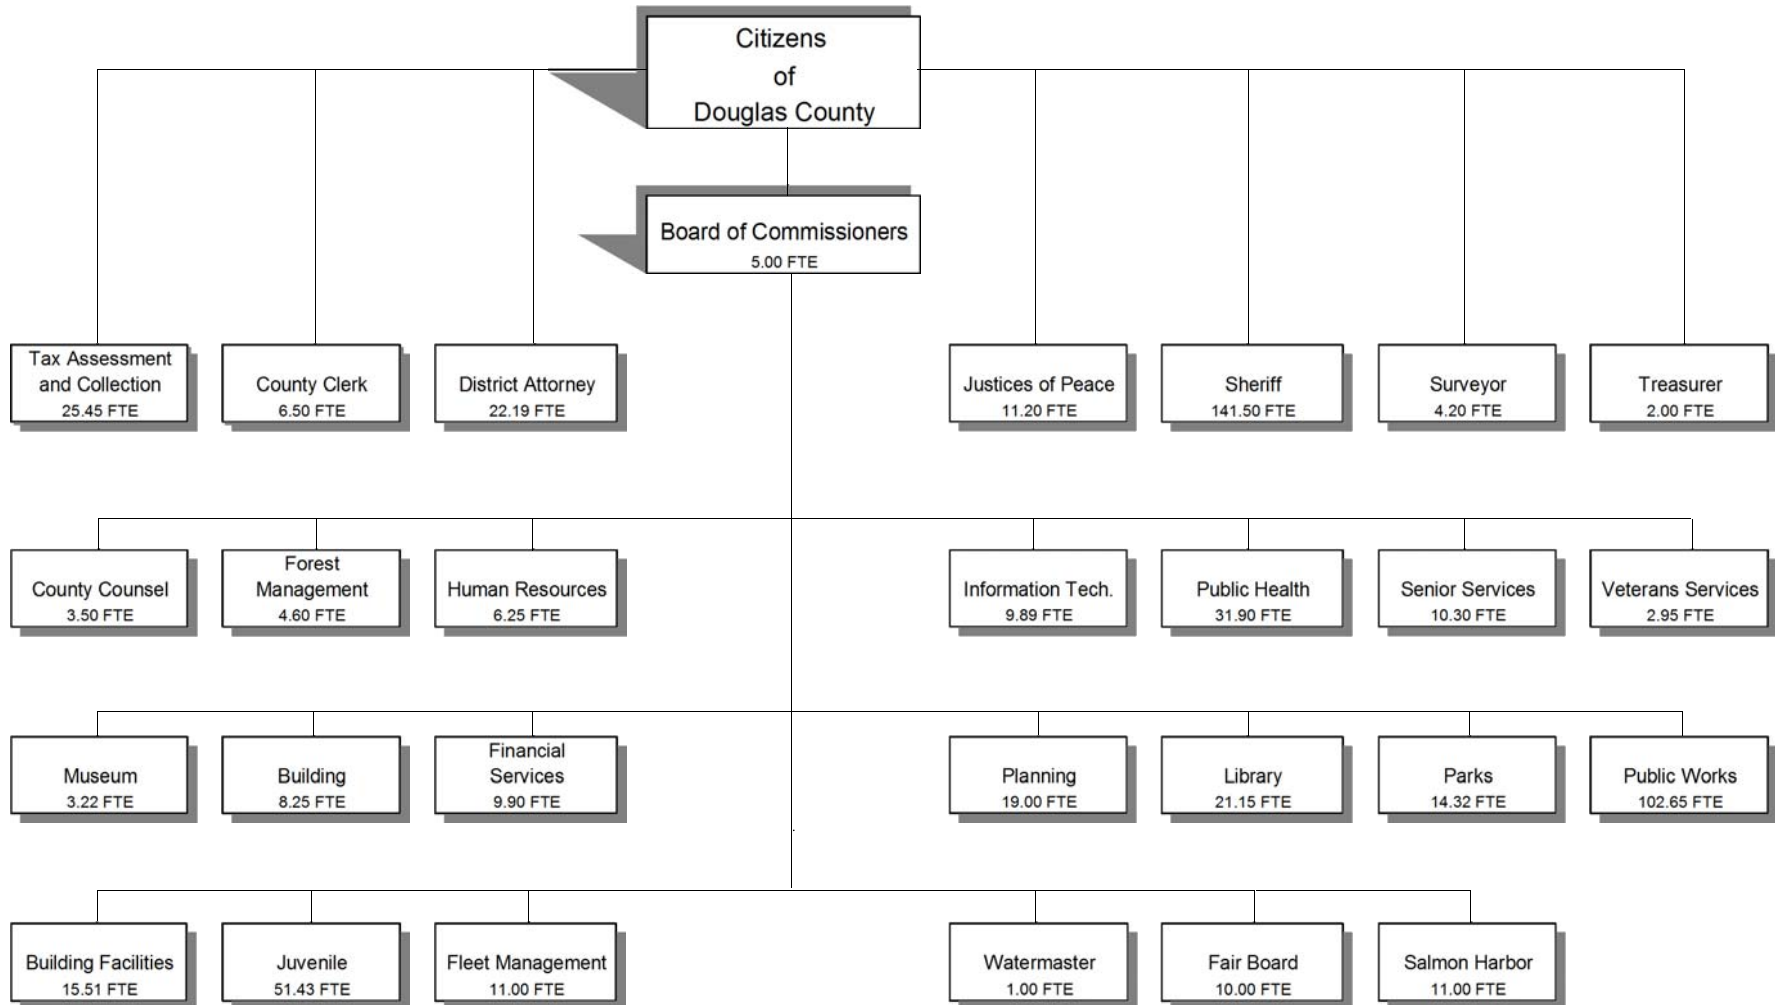 Citizens
of
Douglas County
Board of Commissioners
5.00 FTE
Tax Assessment
and Collection
25.45 FTE
County Clerk
6.50 FTE
District Attorney
22.19 FTE
Justices of Peace
11.20 FTE
Sheriff
141.50 FTE
Surveyor
4.20 FTE
Treasurer
2.00 FTE
County Counsel
3.50 FTE
Forest
Management
4.60 FTE
Human Resources
6.25 FTE
Information Tech.
9.89 FTE
Public Health
31.90 FTE
Senior Services
10.30 FTE
Veterans Services
2.95 FTE
Museum
3.22 FTE
Building
8.25 FTE
Financial
Services
9.90 FTE
Planning
19.00 FTE
Library
21.15 FTE
Parks
14.32 FTE
Public Works
102.65 FTE
Building Facilities
15.51 FTE
Juvenile
51.43 FTE
Fleet Management
11.00 FTE
Watermaster
1.00 FTE
Fair Board
10.00 FTE
Salmon Harbor
11.00 FTE